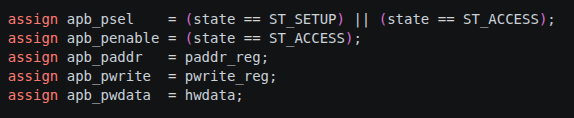 assign apb_psel    = (state == ST_SETUP) || (state == ST_ACCESS);
assign apb_penable = (state == ST_ACCESS);
assign apb_paddr   = paddr_reg;
assign apb_pwrite  = pwrite_reg;
assign apb_pwdata  = hwdata;